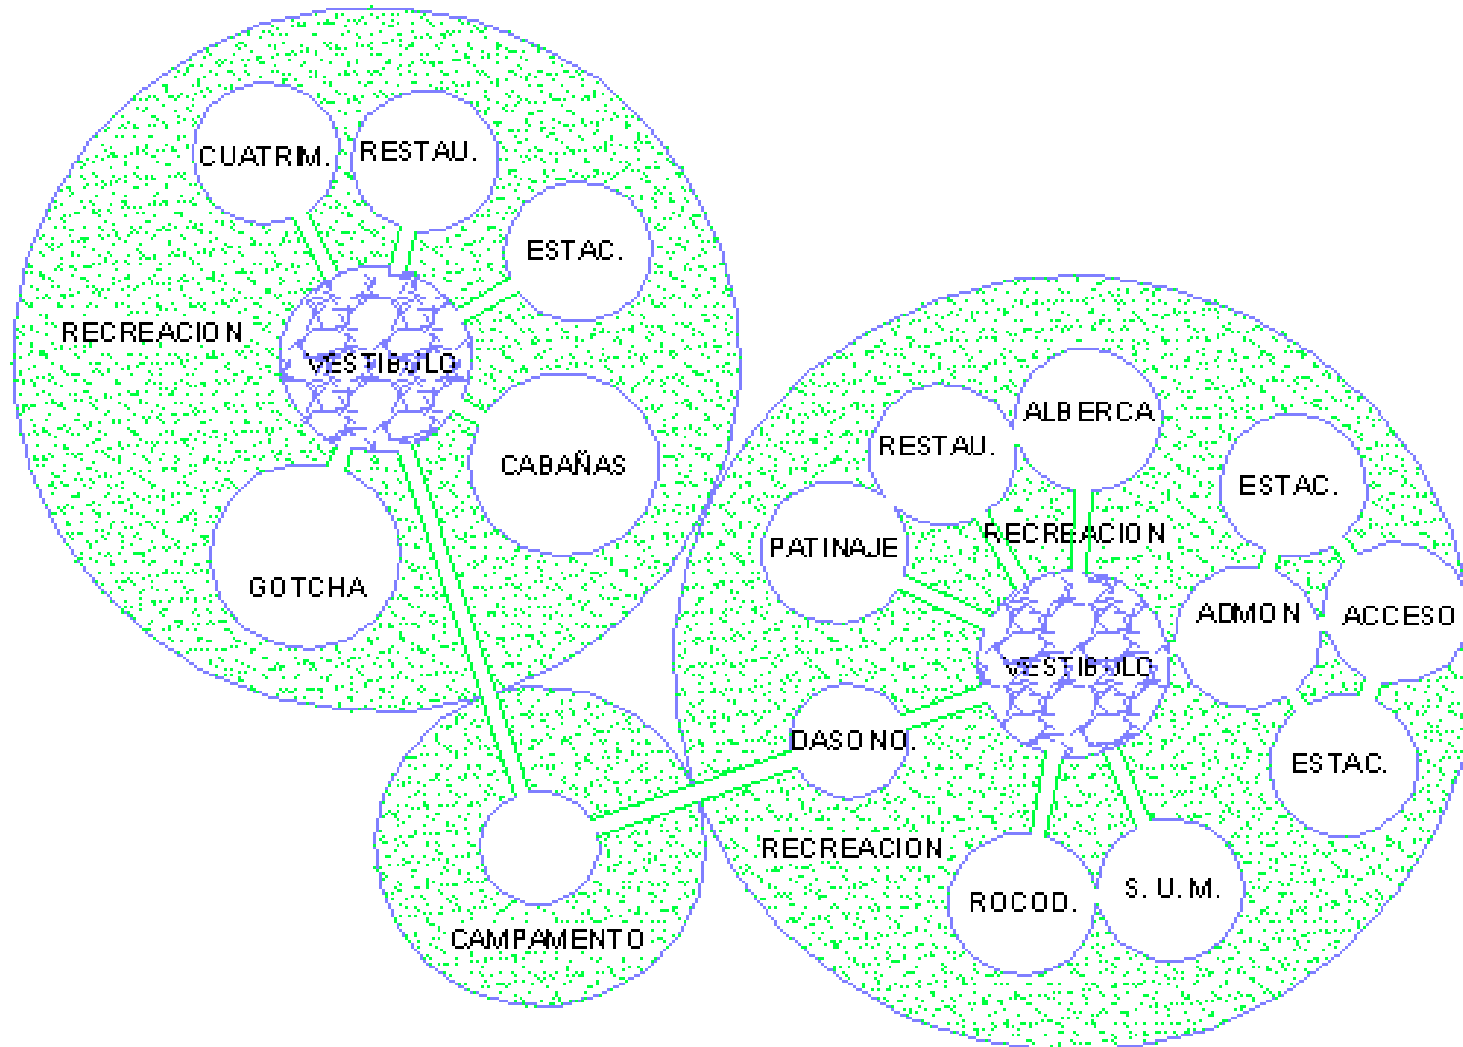 CUATRIM.
RESTAU.
ESTAC.
RECREACION
VESTIBULO
CABAÑAS
GOTCHA
ALBERCA
RESTAU.
ESTAC.
RECREACION
PATINAJE
ADMON
ACCESO
VESTIBULO
DASONO.
ESTAC.
RECREACION
ROCOD.
S. U. M.
CAMPAMENTO